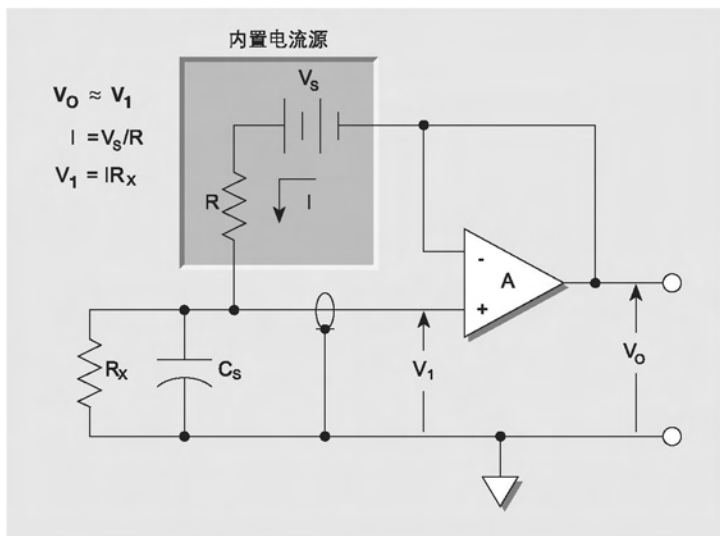 内置电流源
V_S
V_O ≈ V_1
I = V_S/R
V_1 = IR_X
R
I
-
A
+
R_X
C_S
V_1
V_O